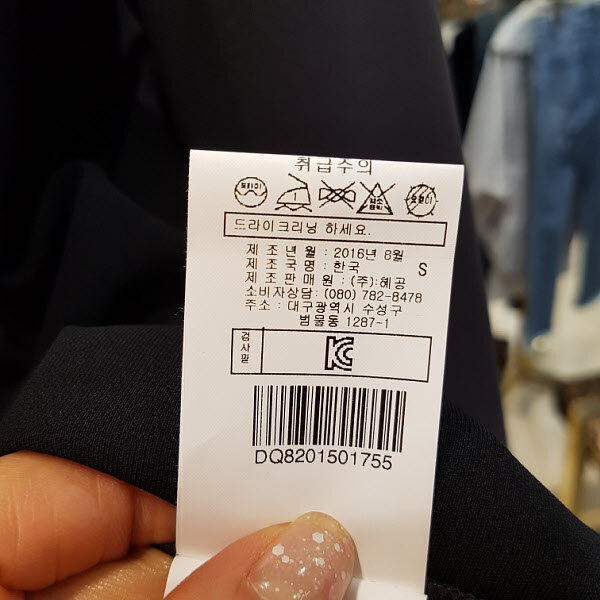 취급주의
드라이
드라이크리닝 하세요.
제 조 년 월 : 2016년 8월
제 조 국 명 : 한국
S
제 조 판 매 원 : (주)혜공
소비자상담: (080) 782-8478
주소 : 대구광역시 수성구
범물동 1287-1
검사필
KC
DQ8201501755